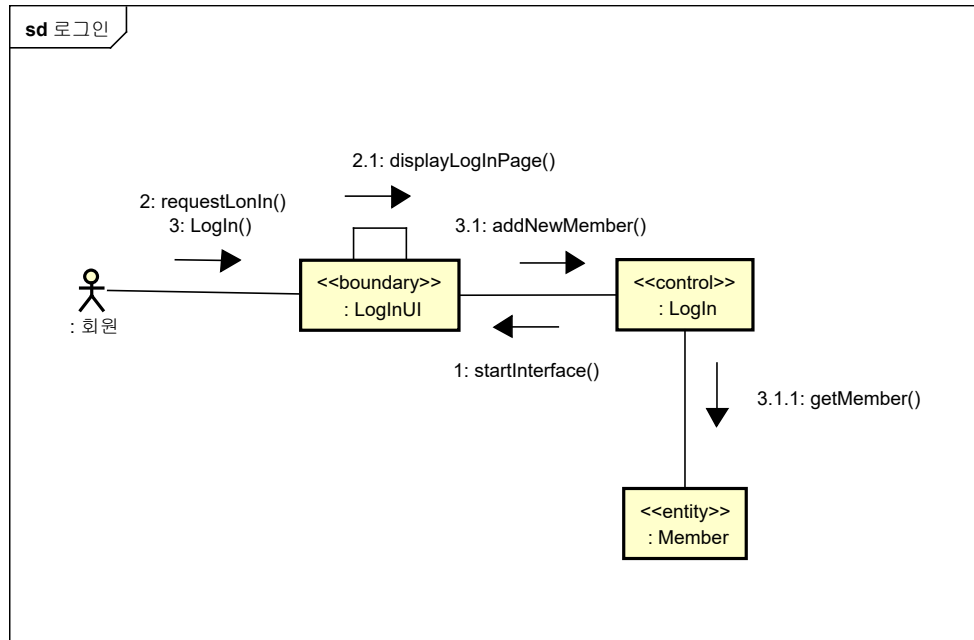 sd 로그인
2.1: displayLogInPage()
2: requestLonIn()
3: LogIn()
3.1: addNewMember()
<<boundary>>
: LogInUI
<<control>>
: LogIn
: 회원
1: startInterface()
3.1.1: getMember()
<<entity>>
: Member